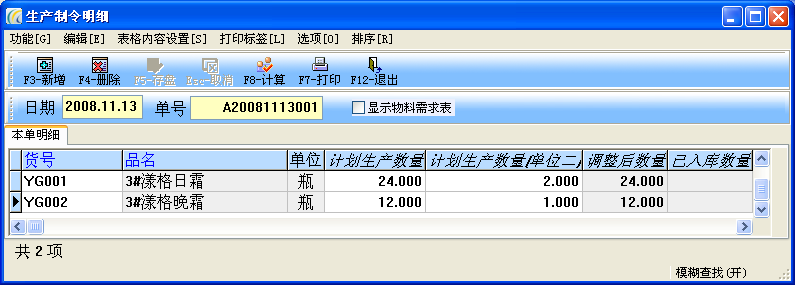 生产制令明细
功能[G] 编辑[E] 表格内容设置[S] 打印标签[L] 选项[O] 排序[R]
F3-新增 F4-删除 F5-存盘 Esc-取消 F8-计算 F7-打印 F12-退出
日期 2008.11.13 单号 A20081113001 显示物料需求表
本单明细
货号 品名 单位 计划生产数量 计划生产数量(单位二) 调整后数量 已入库数量
YG001 3#漾格日霜 瓶 24.000 2.000 24.000
YG002 3#漾格晚霜 瓶 12.000 1.000 12.000
共 2 项
模糊查找(开)